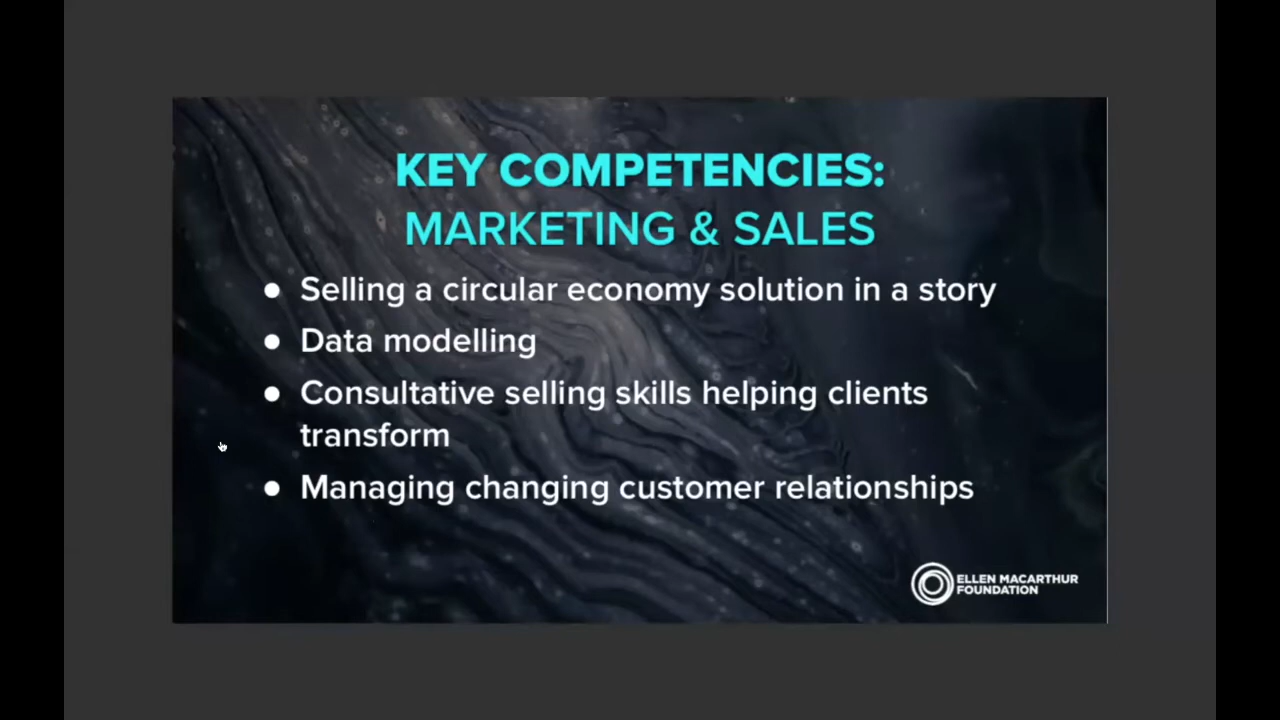 KEY COMPETENCIES:
MARKETING & SALES
● Selling a circular economy solution in a story
● Data modelling
● Consultative selling skills helping clients
transform
● Managing changing customer relationships
ELLEN MACARTHUR
FOUNDATION